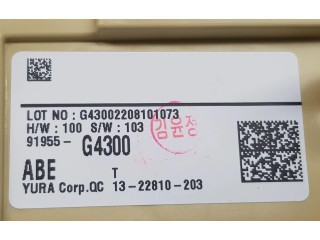 LOT NO : G43002208101073
H/W : 100 S/W : 103
91955- G4300
김윤정
ABE T
YURA Corp.QC 13-22810-203